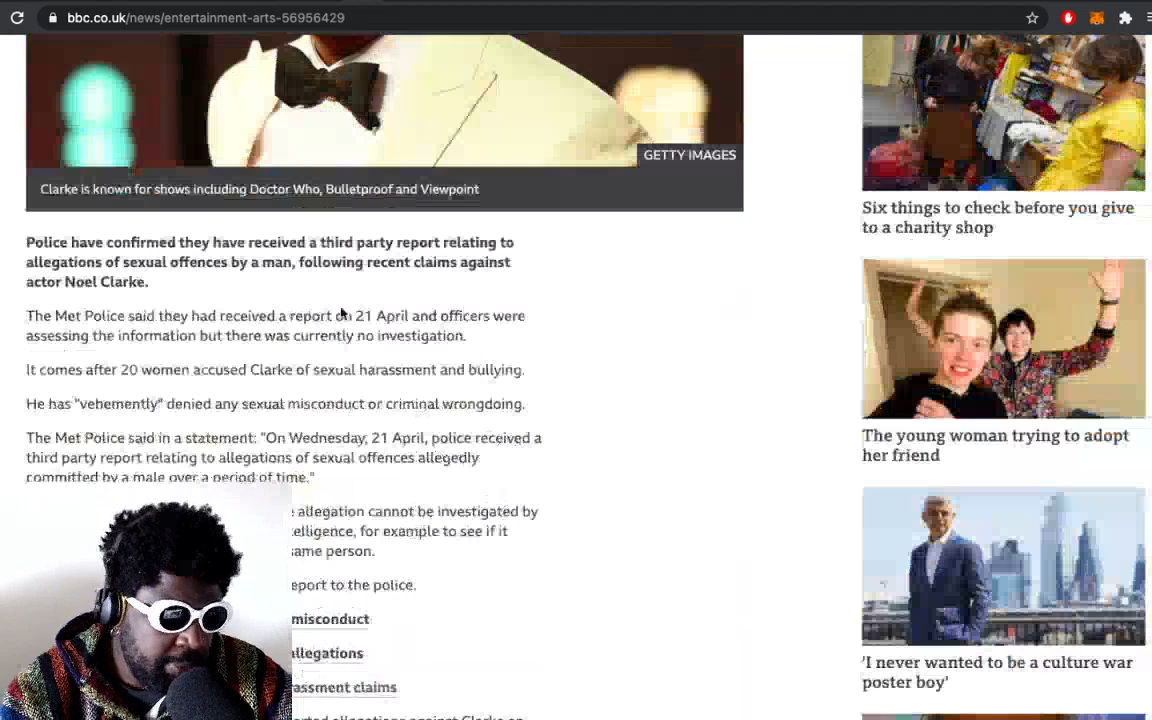 bbc.co.uk/news/entertainment-arts-56956429
GETTY IMAGES
Clarke is known for shows including Doctor Who, Bulletproof and Viewpoint
Police have confirmed they have received a third party report relating to
allegations of sexual offences by a man, following recent claims against
actor Noel Clarke.
The Met Police said they had received a report on 21 April and officers were
assessing the information but there was currently no investigation.
It comes after 20 women accused Clarke of sexual harassment and bullying.
He has "vehemently" denied any sexual misconduct or criminal wrongdoing.
The Met Police said in a statement: "On Wednesday, 21 April, police received a
third party report relating to allegations of sexual offences allegedly
committed by a male over a period of time."
allegation cannot be investigated by
elligence, for example to see if it
same person.
eport to the police.
misconduct
allegations
assment claims
Six things to check before you give
to a charity shop
The young woman trying to adopt
her friend
'I never wanted to be a culture war
poster boy'